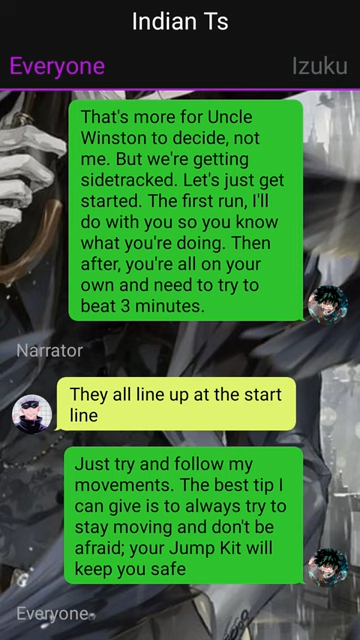 Indian Ts
Everyone
Izuku
That's more for Uncle
Winston to decide, not
me. But we're getting
sidetracked. Let's just get
started. The first run, I'll
do with you so you know
what you're doing. Then
after, you're all on your
own and need to try to
beat 3 minutes.
Narrator
They all line up at the start
line
Just try and follow my
movements. The best tip I
can give is to always try to
stay moving and don't be
afraid; your Jump Kit will
keep you safe
Everyone